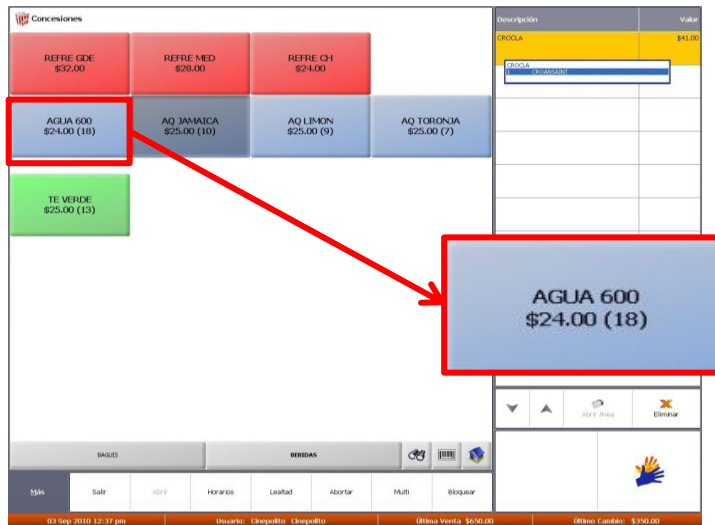 Concesiones
Descripción Valor
REFRE GDE
$32.00
REFRE MED
$28.00
REFRE CH
$24.00
CROCLA $41.00
CROCLA
1 CROANSAINT
AGUA 600
$24.00 (18)
AQ JAMAICA
$25.00 (10)
AQ LIMON
$25.00 (9)
AQ TORONJA
$25.00 (7)
TE VERDE
$25.00 (13)
AGUA 600
$24.00 (18)
Abrir línea
Eliminar
BAGUES BEBIDAS
Más Salir Abrir Horarios Lealtad Abortar Multi Bloquear
03 Sep 2010 12:37 pm Usuario: Cinepolito Cinepolito Última Venta $650.00 Último Cambio: $350.00